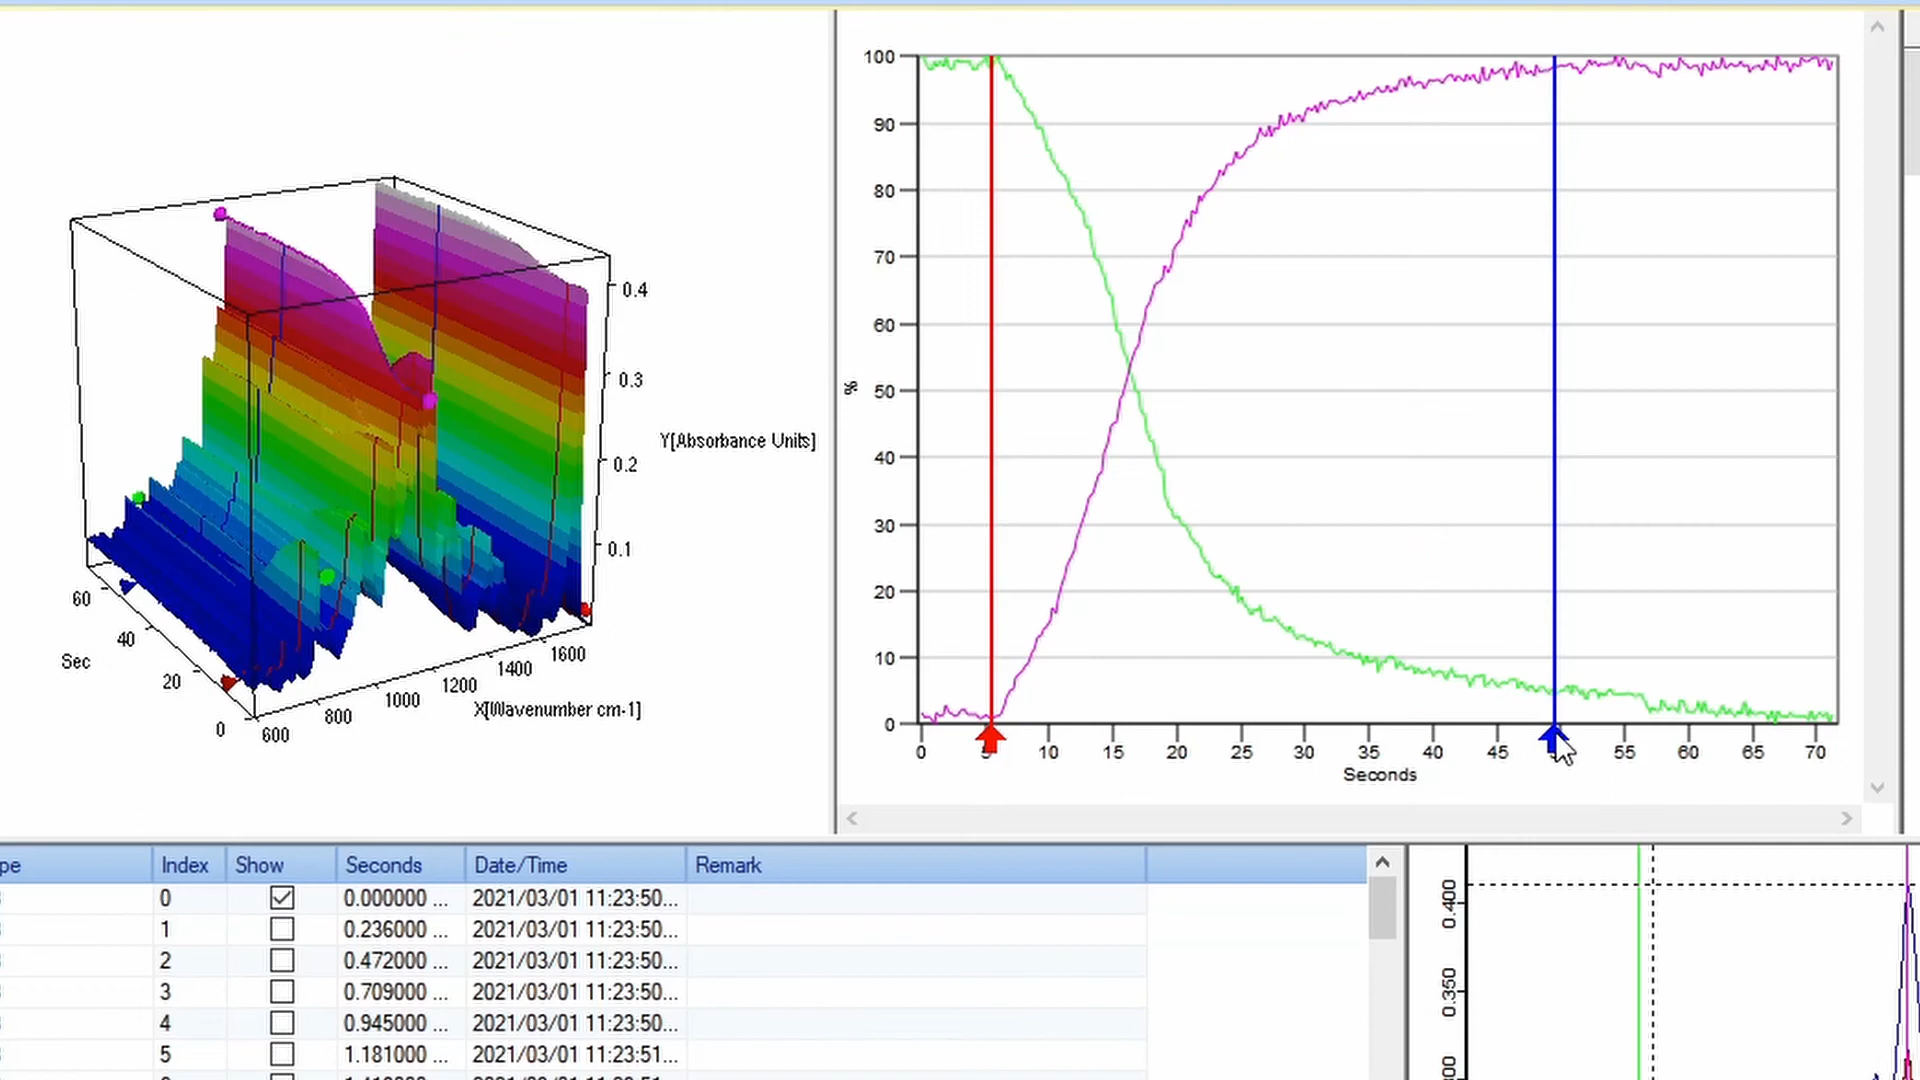 0.4
0.3
0.2
0.1
Y[Absorbance Units]
60
40
20
0
Sec
600
800
1000
1200
1400
1600
X[Wavenumber cm-1]
100
90
80
70
60
50
40
30
20
10
0
%
0 5 10 15 20 25 30 35 40 45 55 60 65 70
Seconds
pe Index Show Seconds Date/Time Remark
0 0.000000 ... 2021/03/01 11:23:50...
1 0.236000 ... 2021/03/01 11:23:50...
2 0.472000 ... 2021/03/01 11:23:50...
3 0.709000 ... 2021/03/01 11:23:50...
4 0.945000 ... 2021/03/01 11:23:50...
5 1.181000 ... 2021/03/01 11:23:51...
0.400
0.350